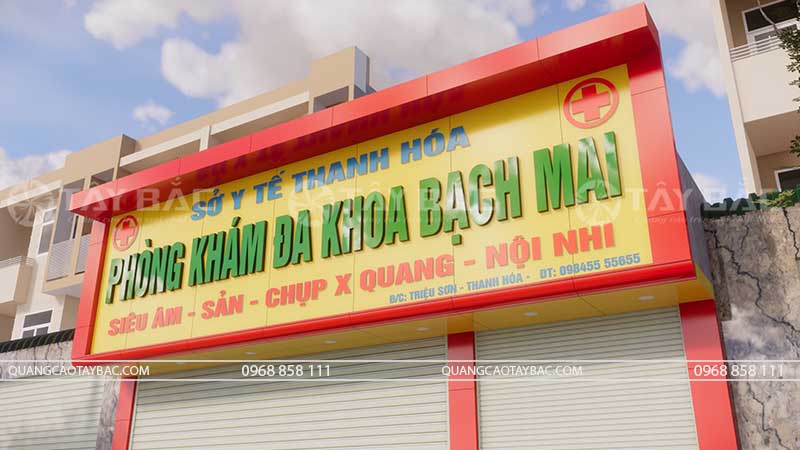 SỞ Y TẾ THANH HÓA
PHÒNG KHÁM ĐA KHOA BẠCH MAI
SIÊU ÂM - SẢN - CHỤP X QUANG - NỘI NHI
Đ/C: TRIỆU SƠN - THANH HÓA - ĐT: 098455 55655
TÂY BẮC
TÂY BẮC
TÂY
QUANGCAOTAYBAC.COM 0968 858 111 QUANGCAOTAYBAC.COM 0968 858 111